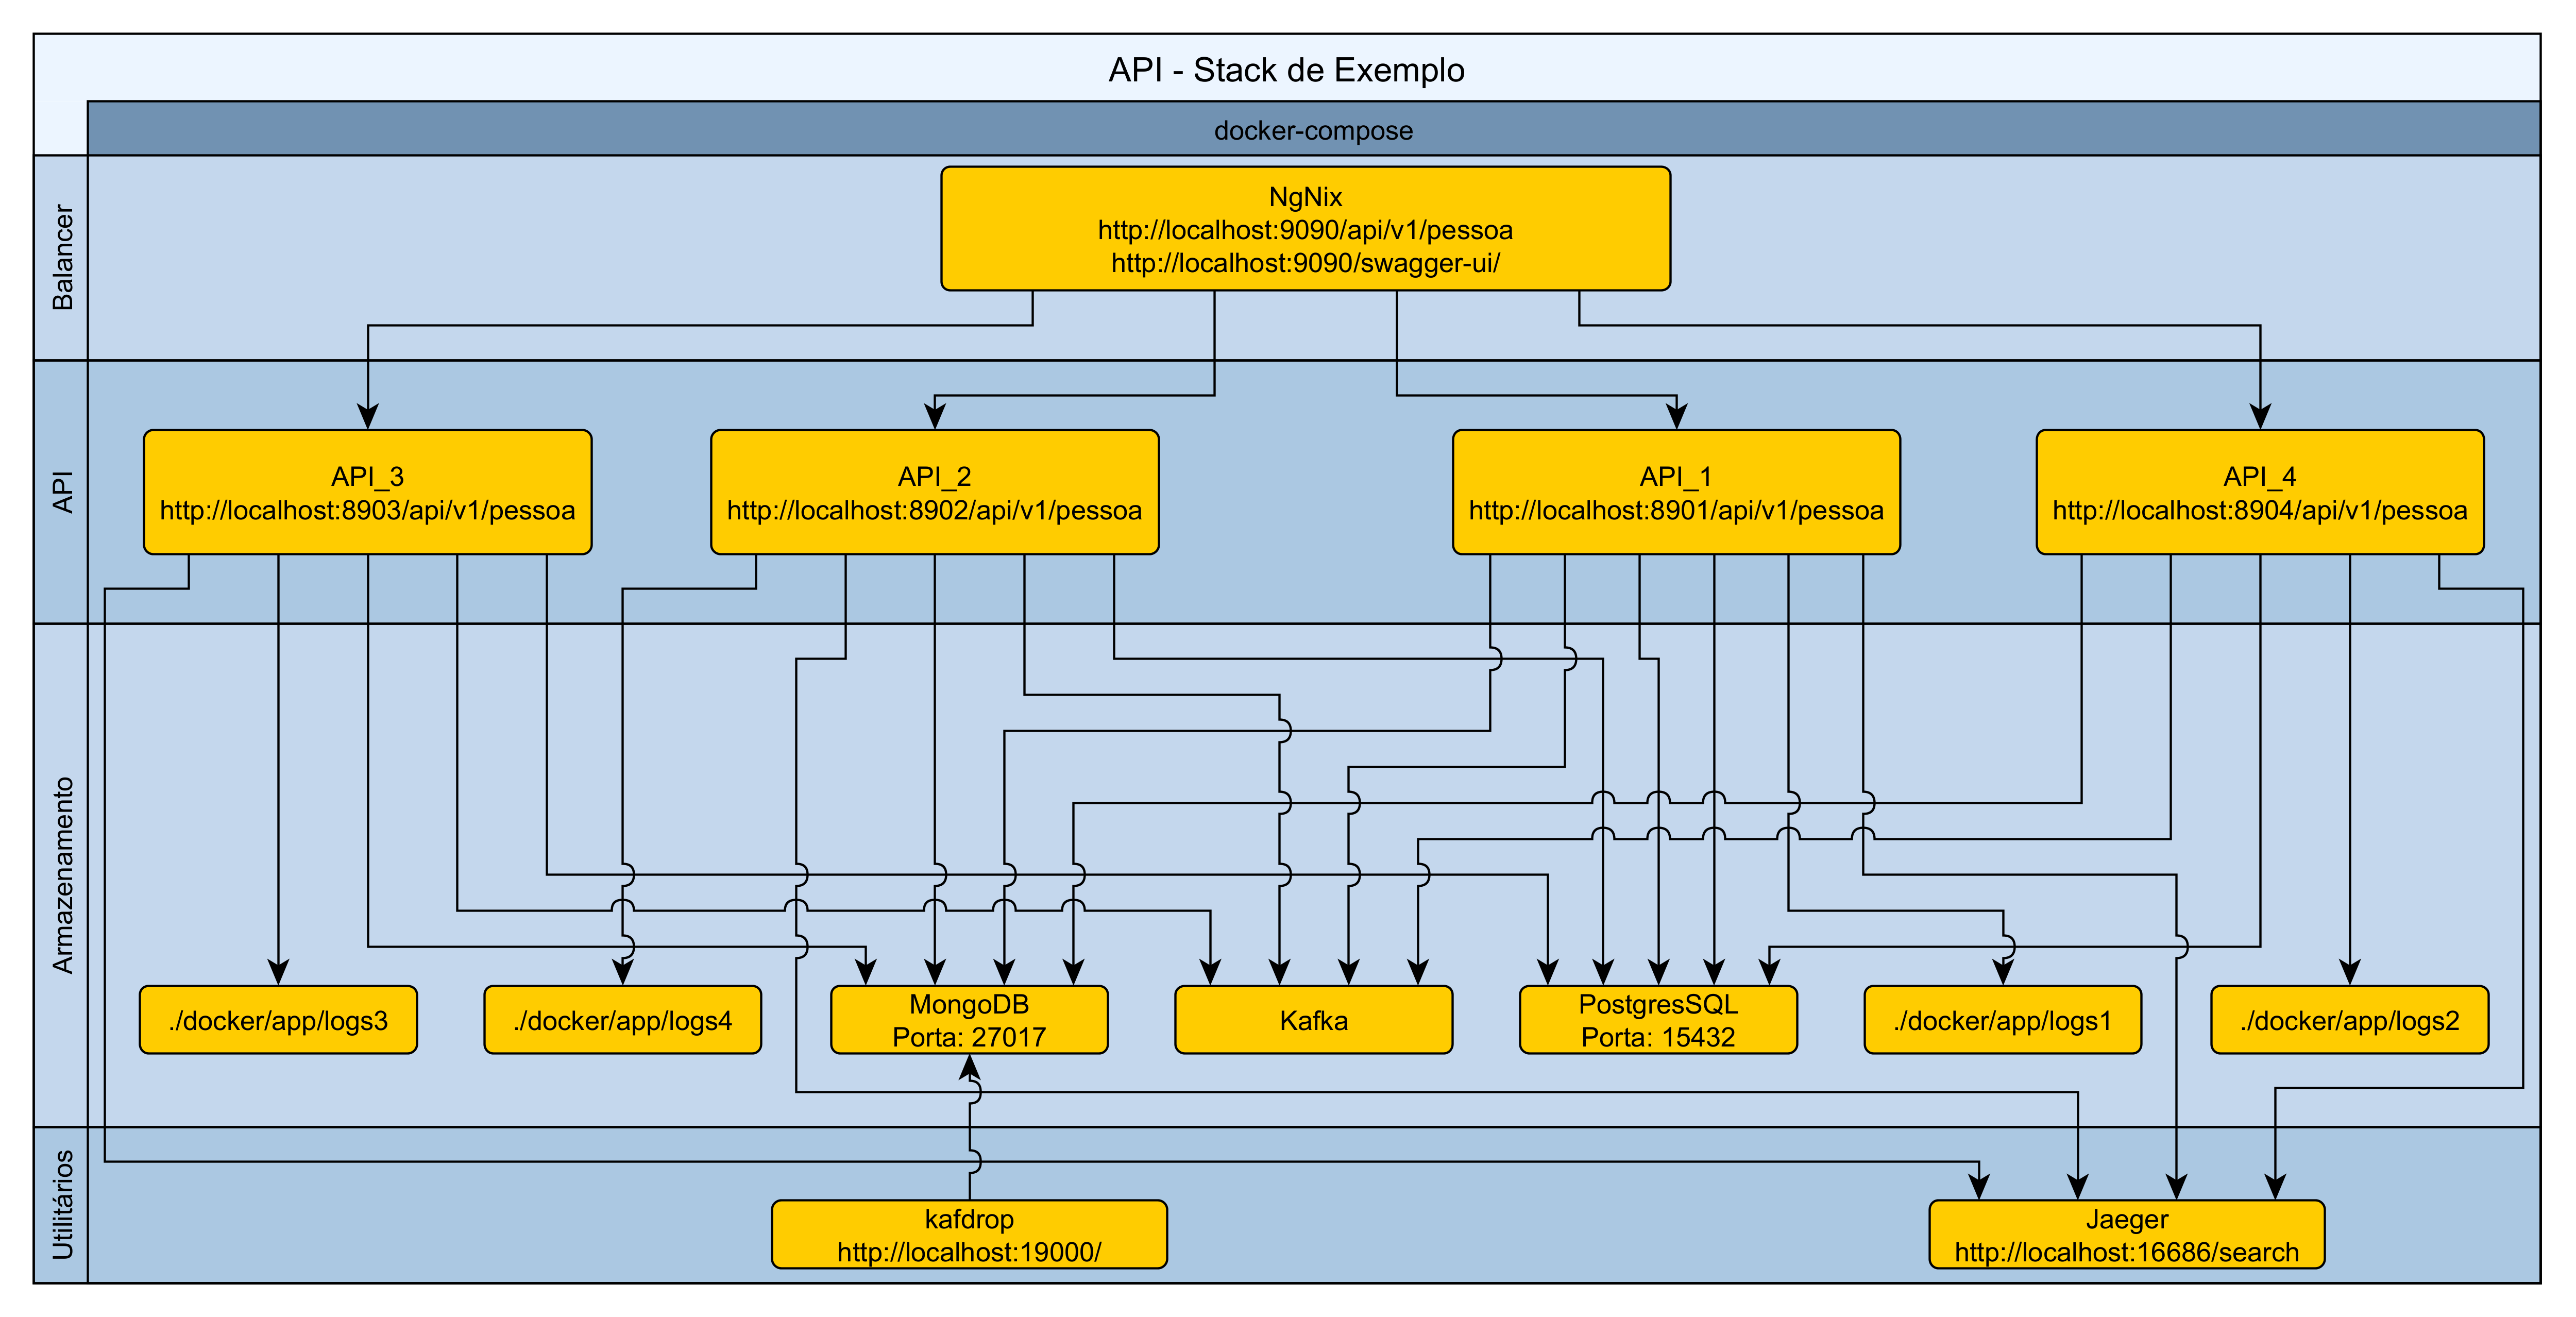 API - Stack de Exemplo
docker-compose
Balancer
NgNix
http://localhost:9090/api/v1/pessoa
http://localhost:9090/swagger-ui/
API
API_3
http://localhost:8903/api/v1/pessoa
API_2
http://localhost:8902/api/v1/pessoa
API_1
http://localhost:8901/api/v1/pessoa
API_4
http://localhost:8904/api/v1/pessoa
Armazenamento
./docker/app/logs3
./docker/app/logs4
MongoDB
Porta: 27017
Kafka
PostgresSQL
Porta: 15432
./docker/app/logs1
./docker/app/logs2
Utilitários
kafdrop
http://localhost:19000/
Jaeger
http://localhost:16686/search